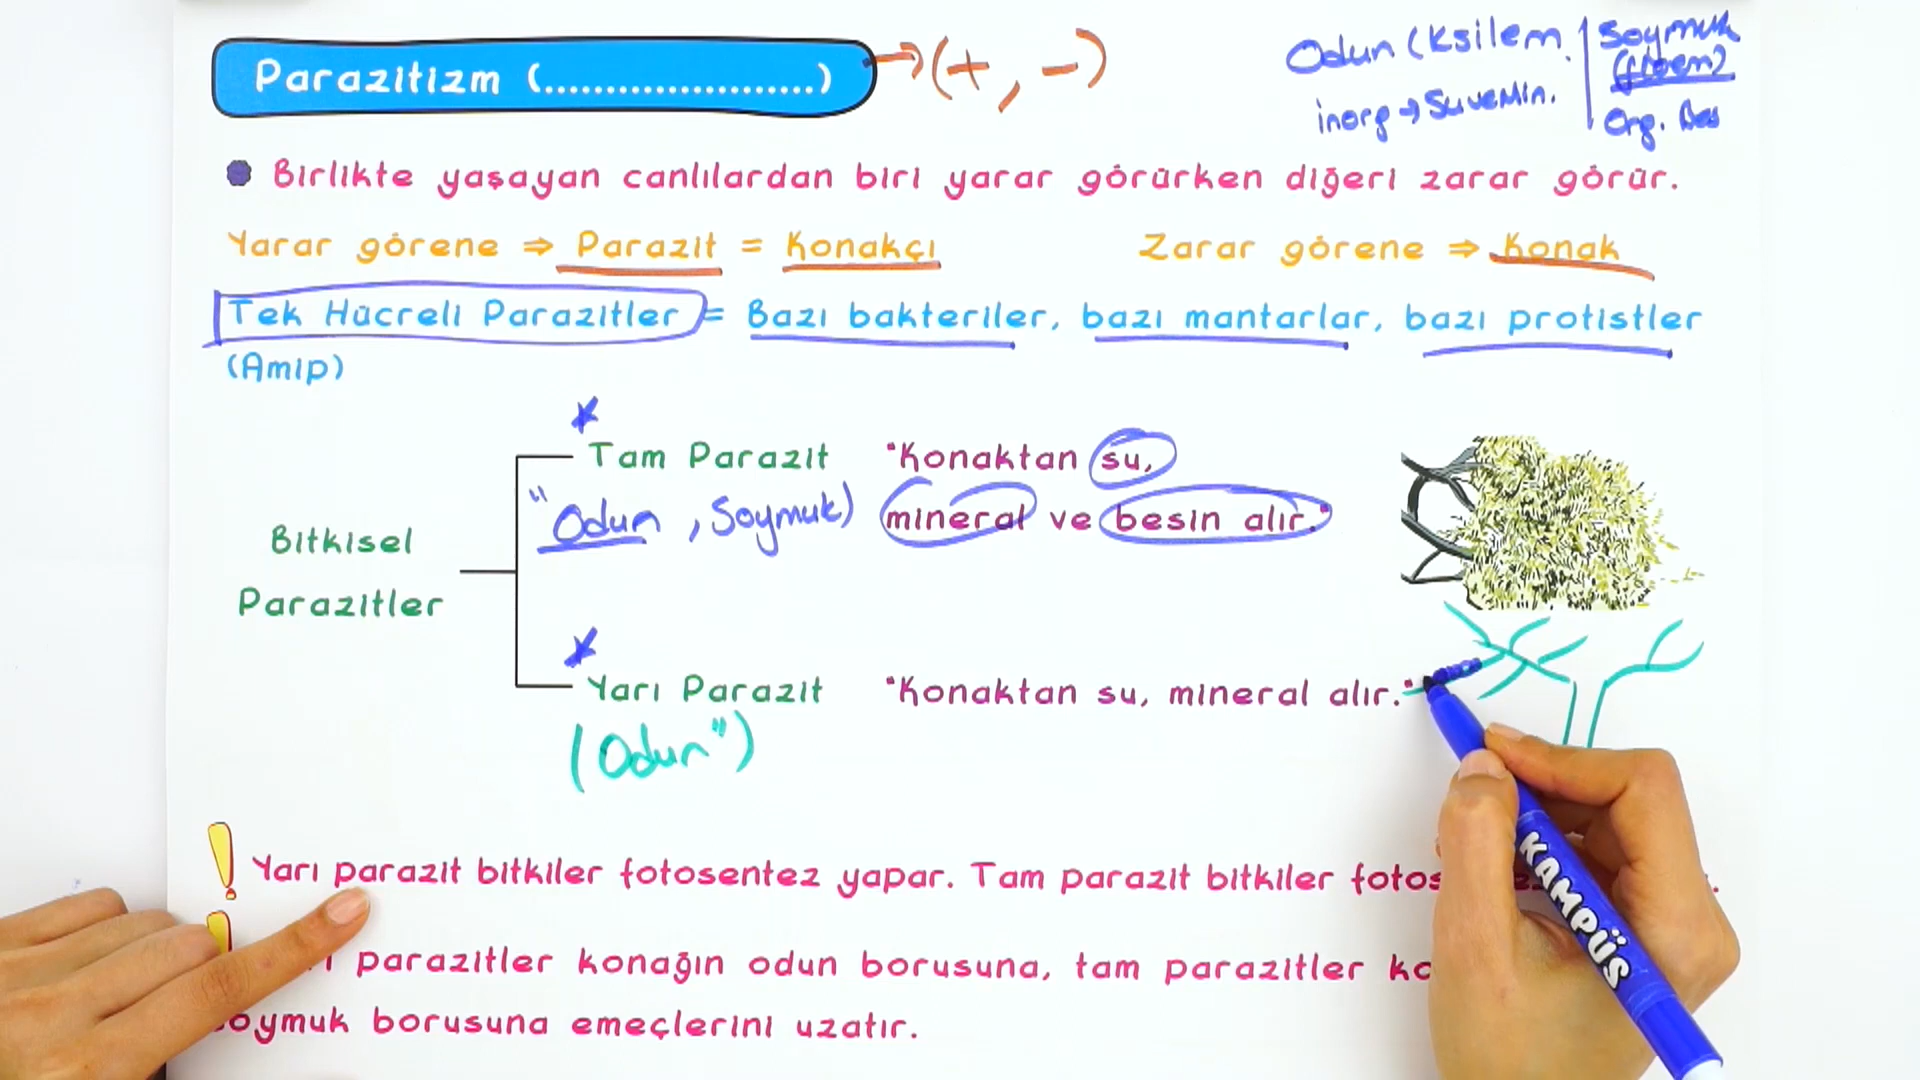 Parazitizm (......................) → (+, -)
Odun (Ksilem. | Soymuk (floem)
inorg → Su ve Min. | Org. Bes
Birlikte yaşayan canlılardan biri yarar görürken diğeri zarar görür.
Yarar görene ⇒ Parazit = Konakçı Zarar görene ⇒ Konak
Tek Hücreli Parazitler = Bazı bakteriler, bazı mantarlar, bazı protistler
(Amip)
Tam Parazit "Konaktan su,
"Odun, Soymuk) mineral ve besin alır."
Bitkisel
Parazitler
Yarı Parazit "Konaktan su, mineral alır."
(Odun")
! Yarı parazit bitkiler fotosentez yapar. Tam parazit bitkiler
parazitler konağın odun borusuna, tam parazitler
soymuk borusuna emeçlerini uzatır.
KAMPÜS